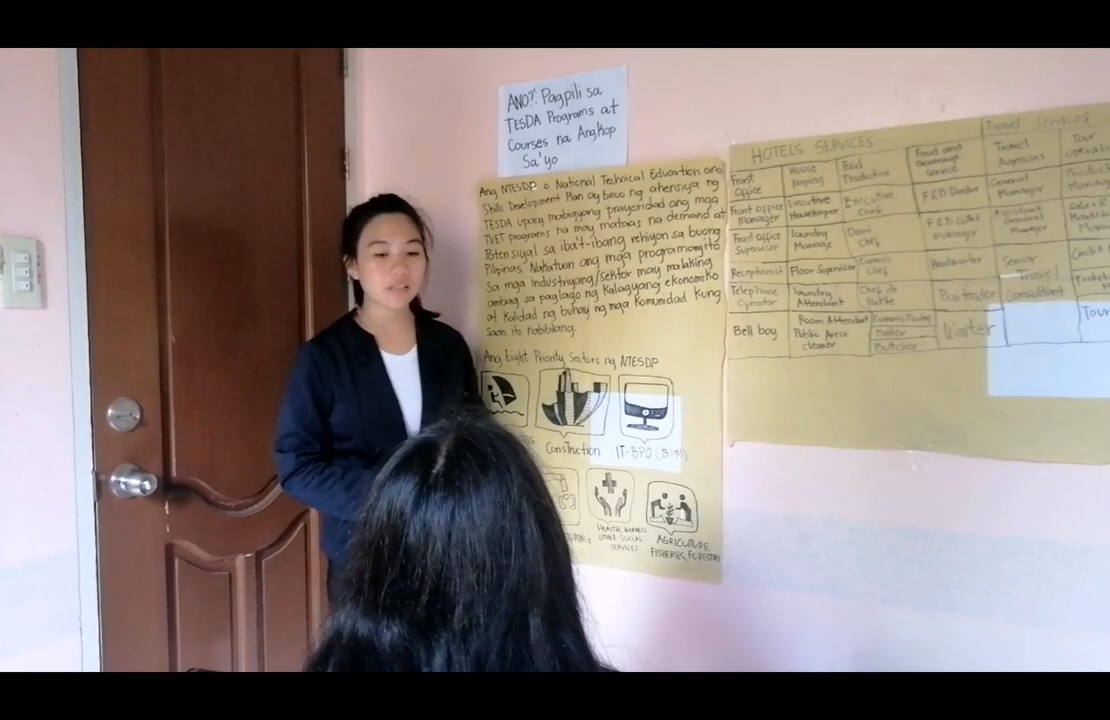 ANO?: Pagpili sa
TESDA Programs at
Courses na Angkop
Sa'yo
Ang NTESDP o National Technical Education and
Skills Development Plan ay beuo ng ahensiya ng
TESDA upang mabigyang prayoridad ang mga
TVET programs na may mataas na demand at
Potensiyal sa iba't-ibang rehiyon sa buong
Pilipinas. Nakatuon ang mga programang ito
sa mga Industriyang/Sektor may malaking
ambag sa paglago ng kalagyang ekonomiko
at kalidad ng buhay ng mga Komunidad kung
saan ito nabibilang.
Ang Eight Priority Sectors ng NTESDP
Construction
IT-BPO (BPM)
HEALTH, WELLNESS
OTHER SOCIAL
SERVICES
AGRICULTURE,
FISHERIES, FORESTRY
HOTELS SERVICES
Travel Services
Front
Office
House
keeping
Food
Production
Food and
Beverage
service
Travel
Agencies
Tour
Front Office
manager
Executive
Housekeeper
Executive
Chef
F&B Director
General
Manager
Front Office
Supervisor
laundry
Manage
Demi
Chef
F&B Outlet
manager
Assistant
General
Manager
Receptionist
Floor Supervisor
Commis
Chef
Headwaiter
Senior
Travel
Consultant
Telephone
Operator
laundry
Attendant
Chef de
Partie
Bartender
Bell boy
Room Attendant
Public Area
cleaner
Commis Pastry
Baker
Butcher
Waiter
Tour